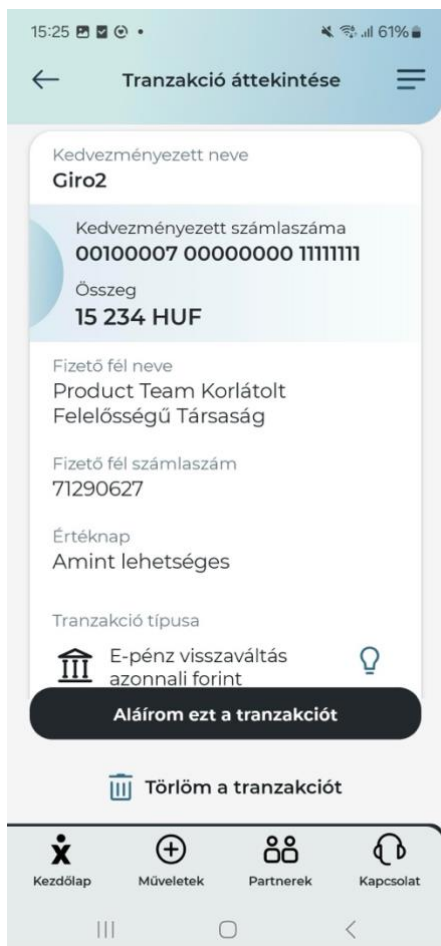 15:25 61%
Tranzakció áttekintése
Kedvezményezett neve
Giro2
Kedvezményezett számlaszáma
00100007 00000000 11111111
Összeg
15 234 HUF
Fizető fél neve
Product Team Korlátolt
Felelősségű Társaság
Fizető fél számlaszám
71290627
Értéknap
Amint lehetséges
Tranzakció típusa
E-pénz visszaváltás
azonnali forint
Aláírom ezt a tranzakciót
Törlöm a tranzakciót
Kezdőlap Műveletek Partnerek Kapcsolat